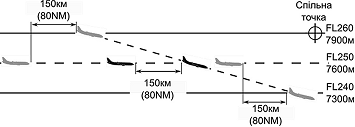 150км
(80NM)
Спільна
точка
FL260
7900м
FL250
7600м
150км
(80NM)
FL240
7300м
150км
(80NM)